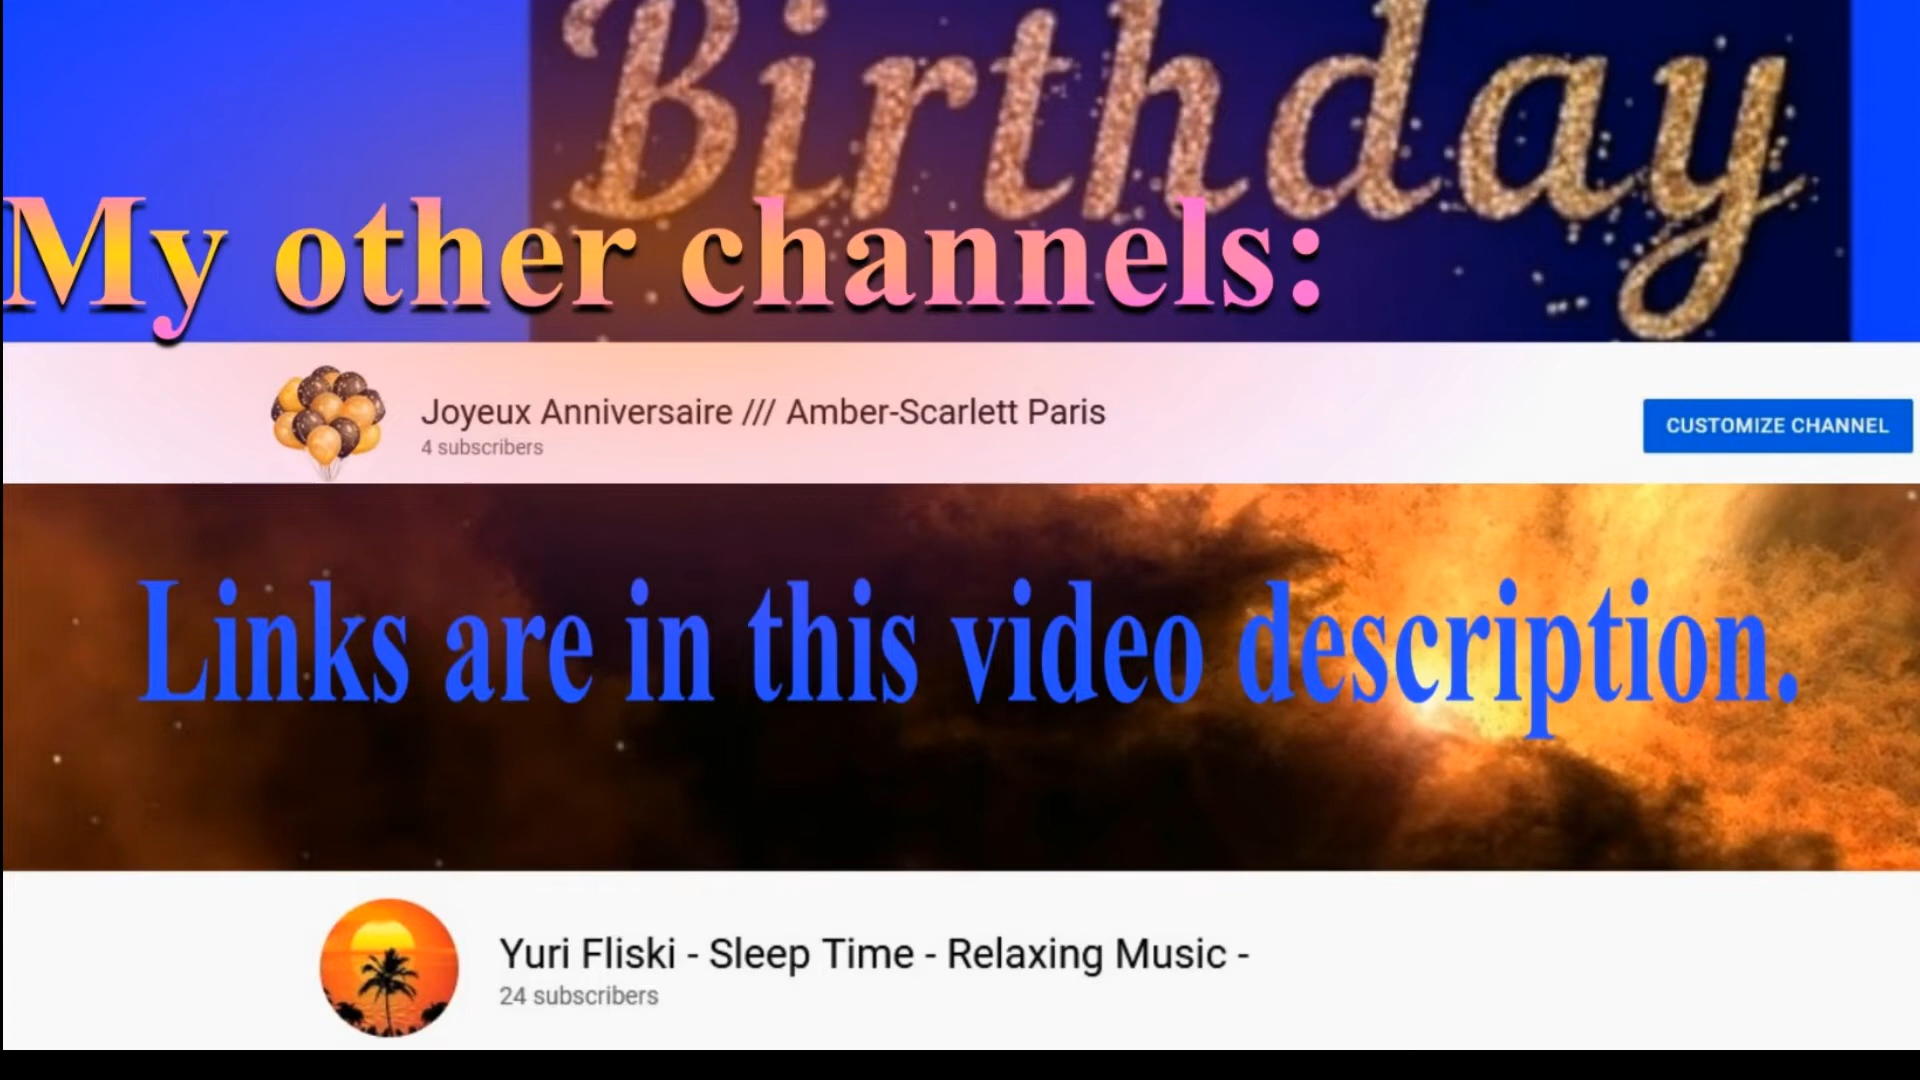 Birthday
My other channels:
Joyeux Anniversaire /// Amber-Scarlett Paris
4 subscribers
CUSTOMIZE CHANNEL
Links are in this video description.
Yuri Fliski - Sleep Time - Relaxing Music -
24 subscribers